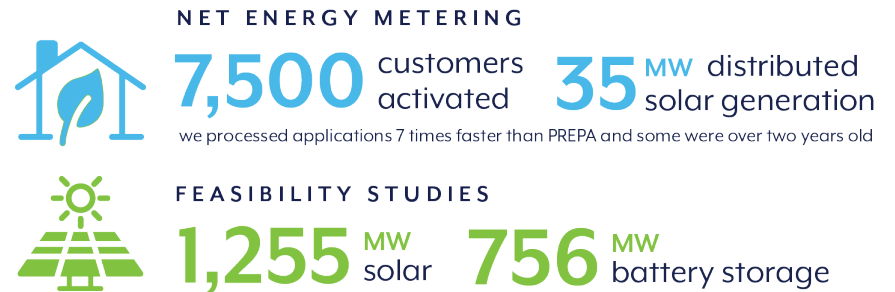 NET ENERGY METERING
7,500 customers activated 35 MW distributed solar generation
we processed applications 7 times faster than PREPA and some were over two years old
FEASIBILITY STUDIES
1,255 MW solar 756 MW battery storage